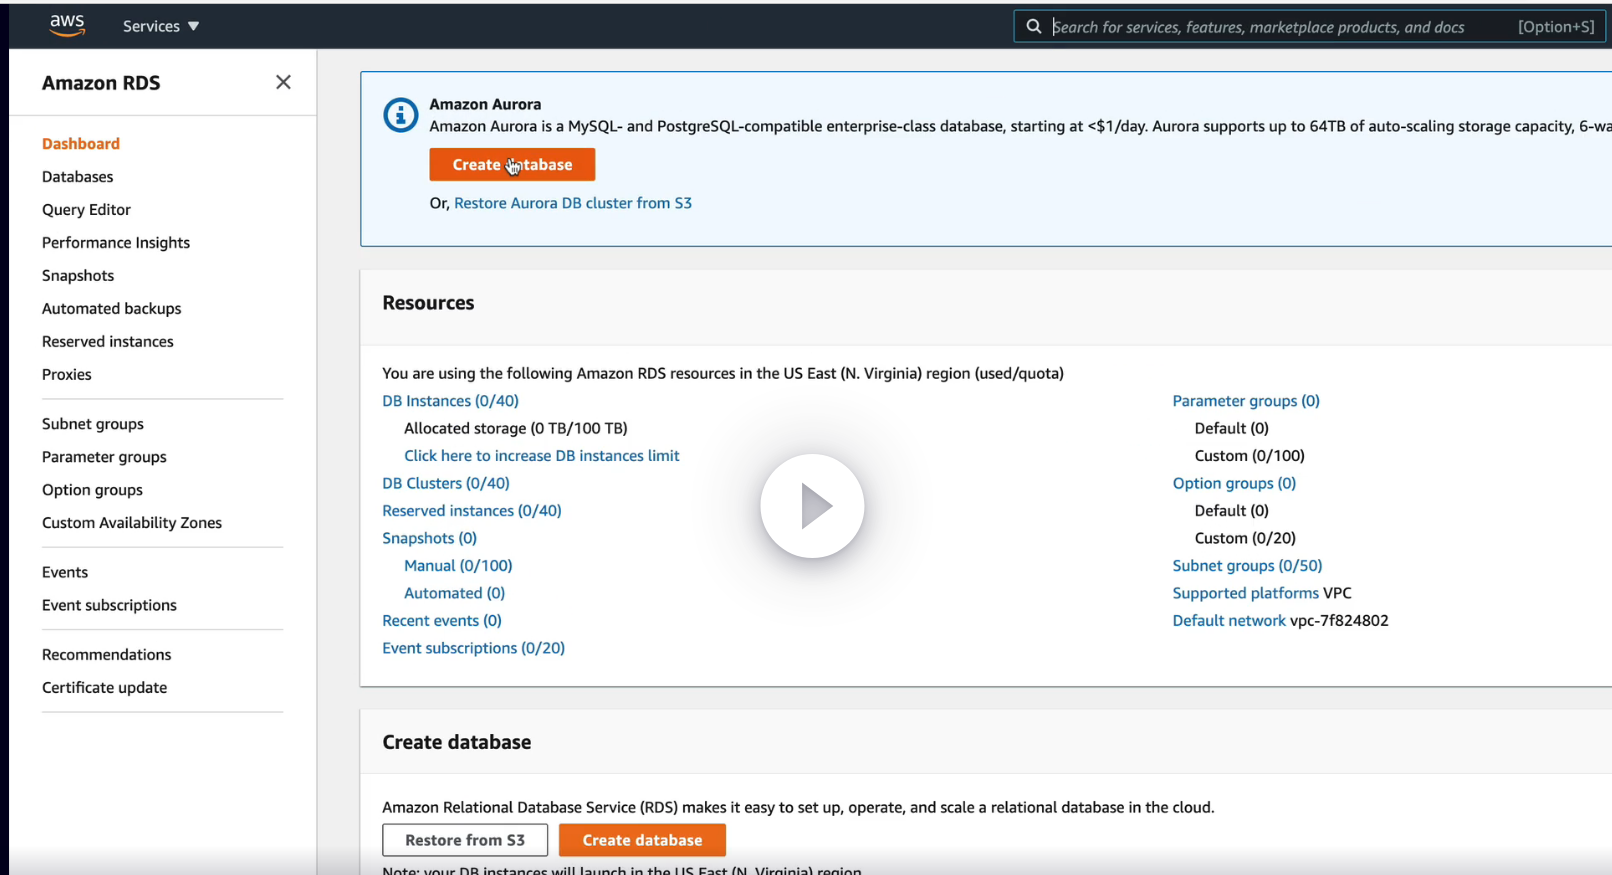 aws
Services ▼
Search for services, features, marketplace products, and docs
[Option+S]
Amazon RDS
Dashboard
Databases
Query Editor
Performance Insights
Snapshots
Automated backups
Reserved instances
Proxies
Subnet groups
Parameter groups
Option groups
Custom Availability Zones
Events
Event subscriptions
Recommendations
Certificate update
Amazon Aurora
Amazon Aurora is a MySQL- and PostgreSQL-compatible enterprise-class database, starting at <$1/day. Aurora supports up to 64TB of auto-scaling storage capacity, 6-wa
Create database
Or, Restore Aurora DB cluster from S3
Resources
You are using the following Amazon RDS resources in the US East (N. Virginia) region (used/quota)
DB Instances (0/40)
Allocated storage (0 TB/100 TB)
Click here to increase DB instances limit
DB Clusters (0/40)
Reserved instances (0/40)
Snapshots (0)
Manual (0/100)
Automated (0)
Recent events (0)
Event subscriptions (0/20)
Parameter groups (0)
Default (0)
Custom (0/100)
Option groups (0)
Default (0)
Custom (0/20)
Subnet groups (0/50)
Supported platforms VPC
Default network vpc-7f824802
Create database
Amazon Relational Database Service (RDS) makes it easy to set up, operate, and scale a relational database in the cloud.
Restore from S3
Create database
Note: your DB instances will launch in the US East (N. Virginia) region